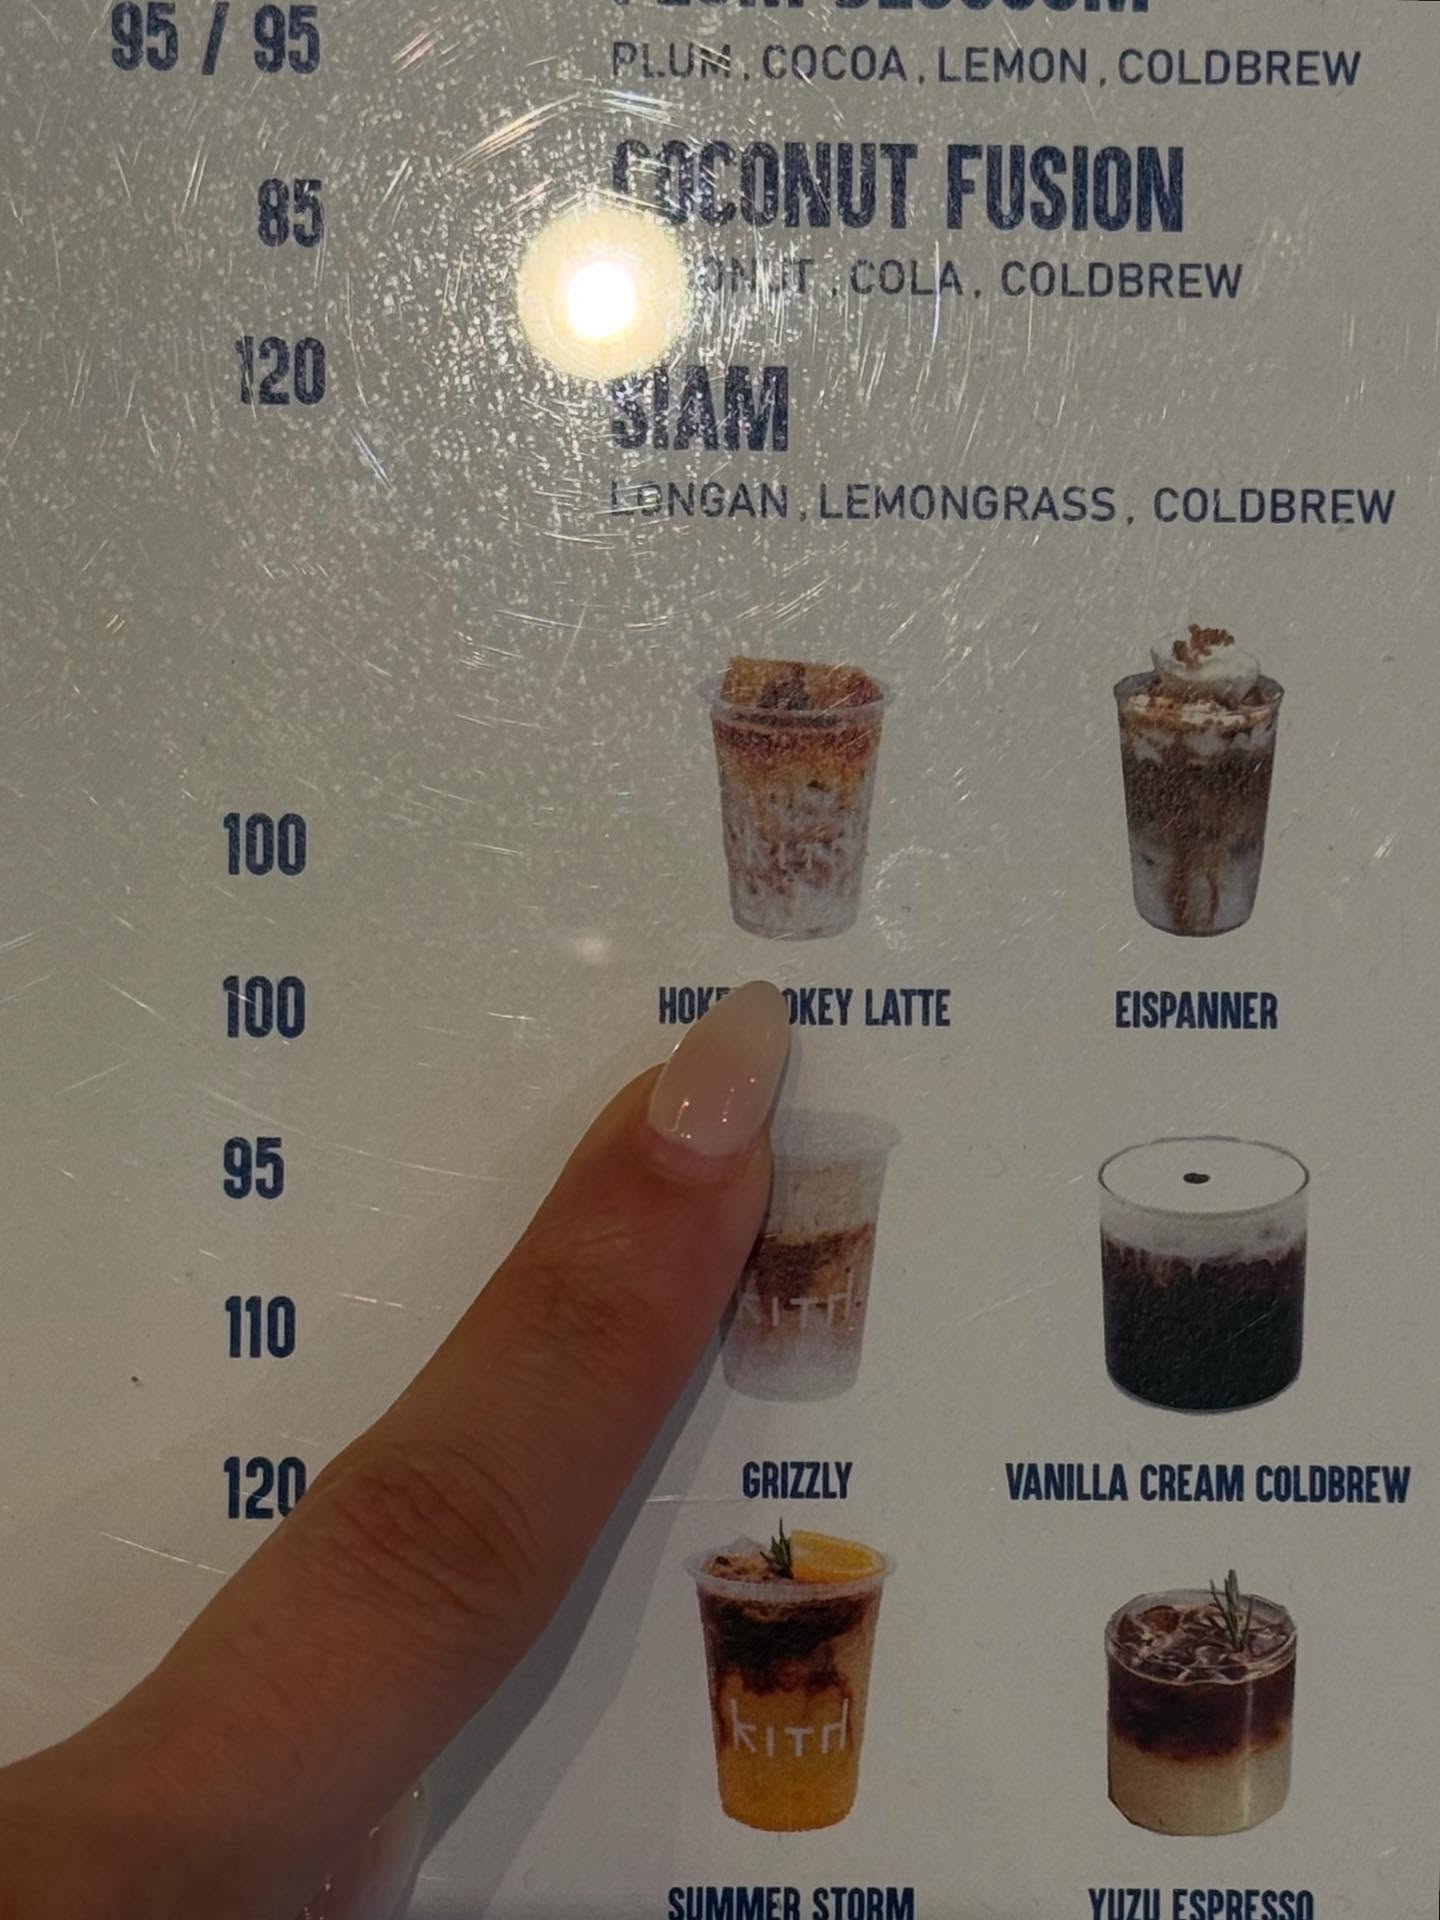 95 / 95
PLUM, COCOA, LEMON, COLDBREW
85
COCONUT FUSION
COLA, COLDBREW
120
SIAM
LONGAN, LEMONGRASS, COLDBREW
100
100
LATTE
EISPANNER
95
110
KITH
120
GRIZZLY
VANILLA CREAM COLDBREW
KITH
SUMMER STORM
YUZU ESPRESSO